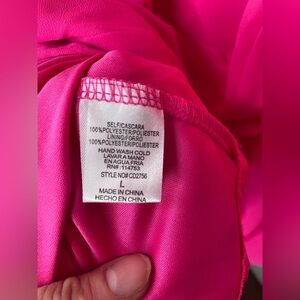 SELF/CASCARA
100%POLYESTER/POLIESTER
LINING/FORRO
100%POLYESTER/POLIESTER
HAND WASH COLD
LAVAR A MANO
EN AGUA FRIA
RN# :114753
STYLE NO# CD2756
L
MADE IN CHINA
HECHO EN CHINA